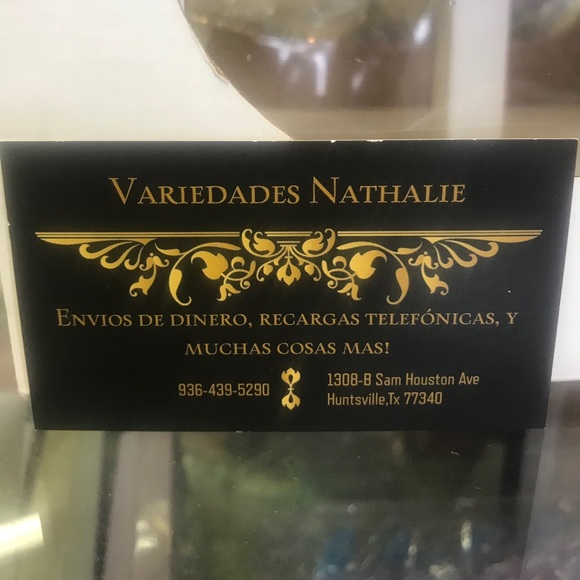 Variedades Nathalie
Envios de dinero, recargas telefónicas, y
muchas cosas mas!
936-439-5290
1308-B Sam Houston Ave
Huntsville,Tx 77340